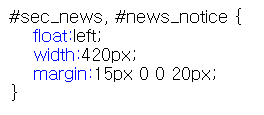 #sec_news, #news_notice {
float:left;
width:420px;
margin:15px 0 0 20px;
}